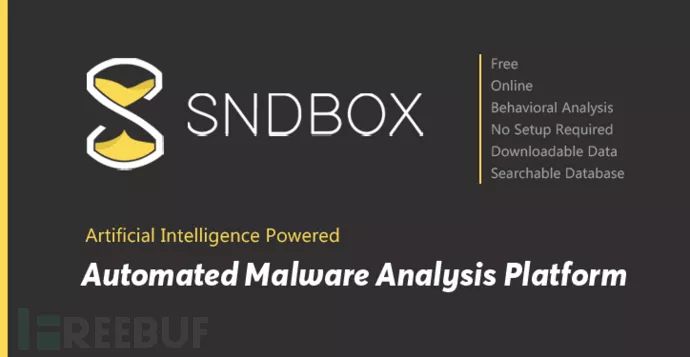 SNDBOX
Free
Online
Behavioral Analysis
No Setup Required
Downloadable Data
Searchable Database
Artificial Intelligence Powered
Automated Malware Analysis Platform
FREEBUF